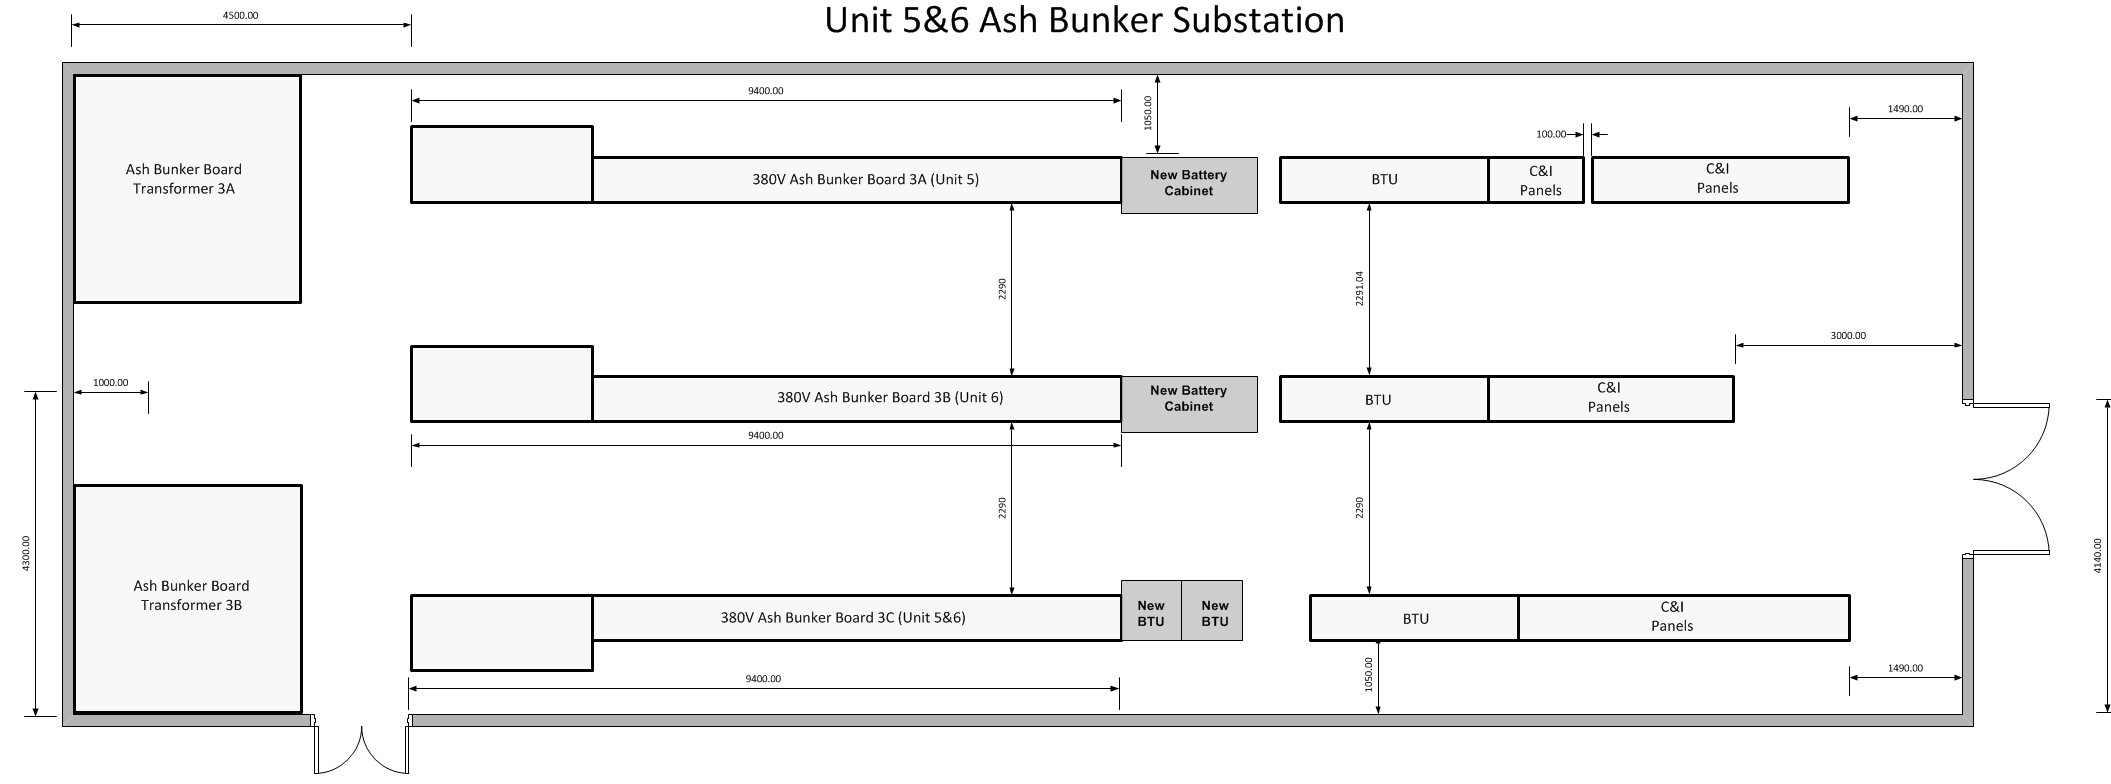 Unit 5&6 Ash Bunker Substation
4500.00
9400.00
1050.00
1490.00
100.00
Ash Bunker Board
Transformer 3A
380V Ash Bunker Board 3A (Unit 5)
New Battery
Cabinet
BTU
C&I
Panels
C&I
Panels
2290
2291.04
3000.00
1000.00
380V Ash Bunker Board 3B (Unit 6)
New Battery
Cabinet
BTU
C&I
Panels
9400.00
2290
2290
4300.00
4140.00
Ash Bunker Board
Transformer 3B
380V Ash Bunker Board 3C (Unit 5&6)
New
BTU
New
BTU
BTU
C&I
Panels
9400.00
1050.00
1490.00